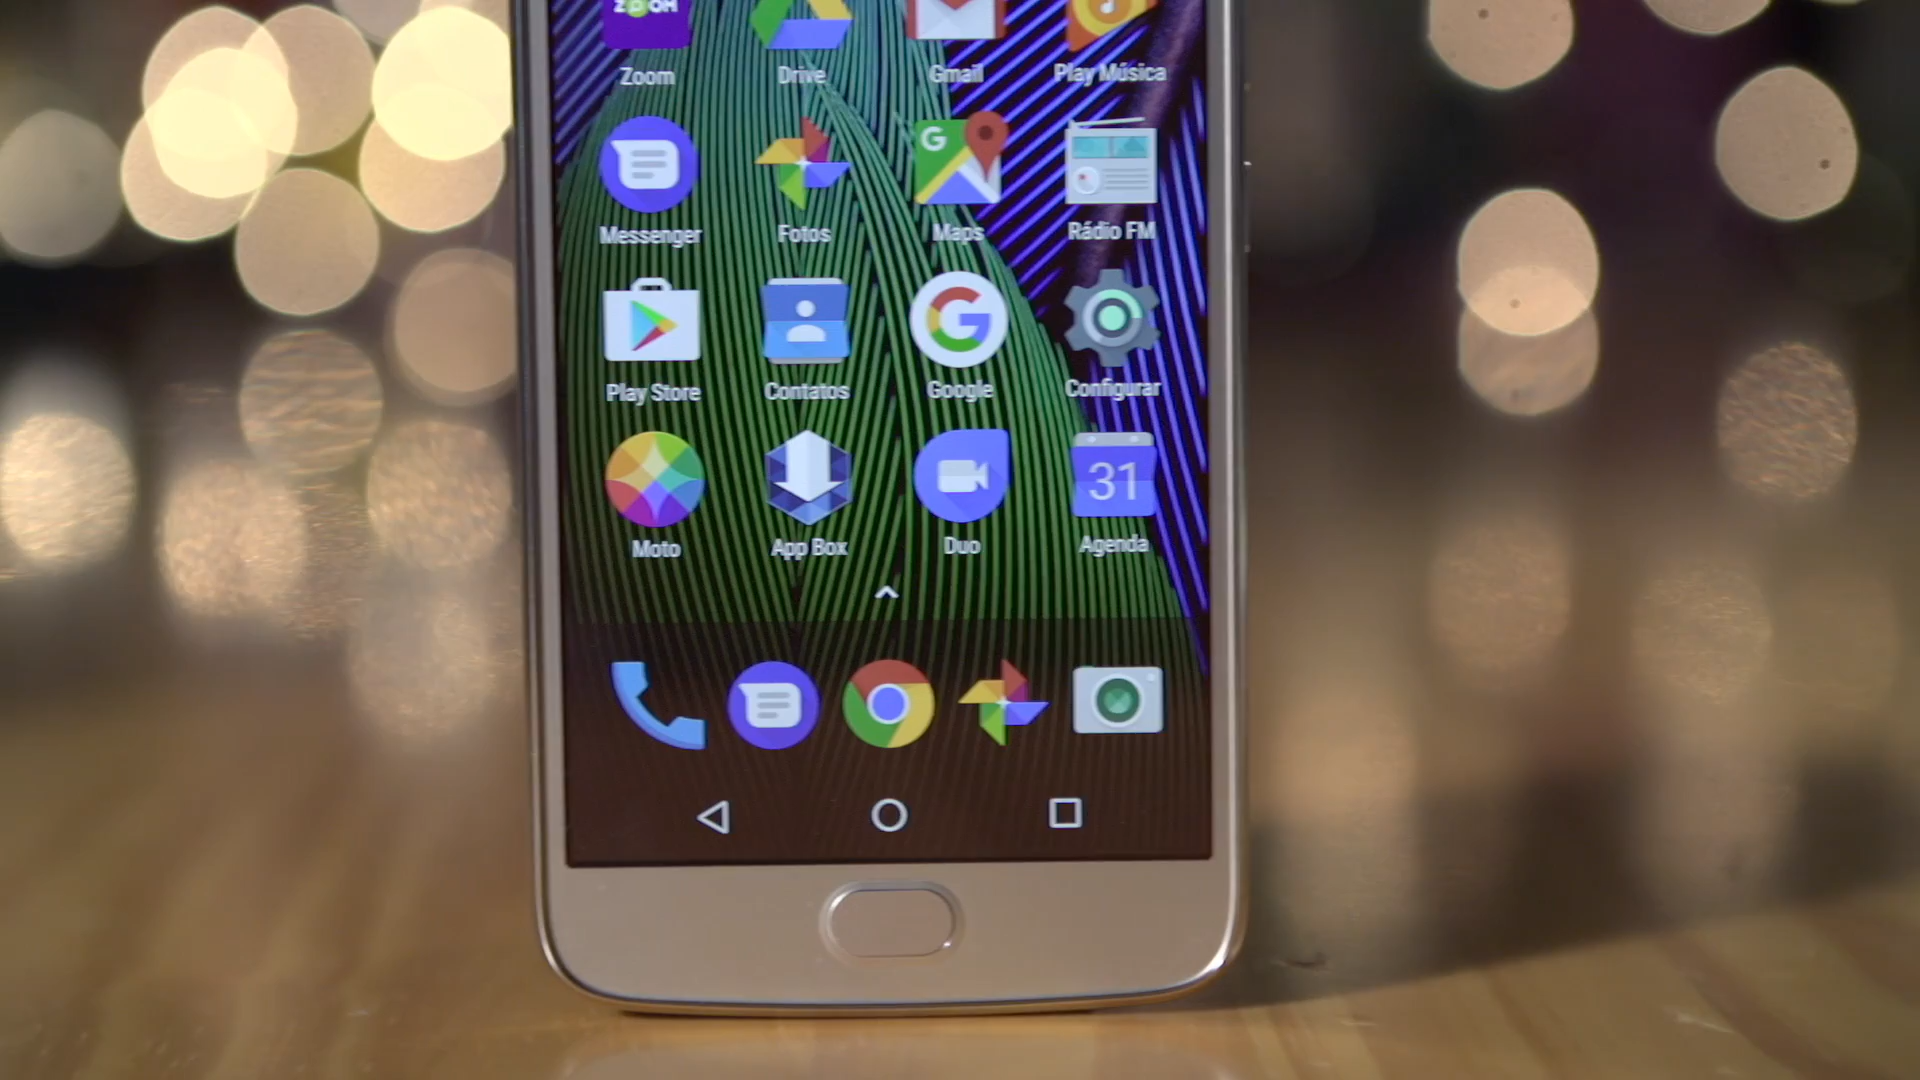 ZOOM
Zoom Drive Gmail Play Música
G
Messenger Fotos Maps Rádio FM
Play Store Contatos Google Configurar
31
Moto App Box Duo Agenda